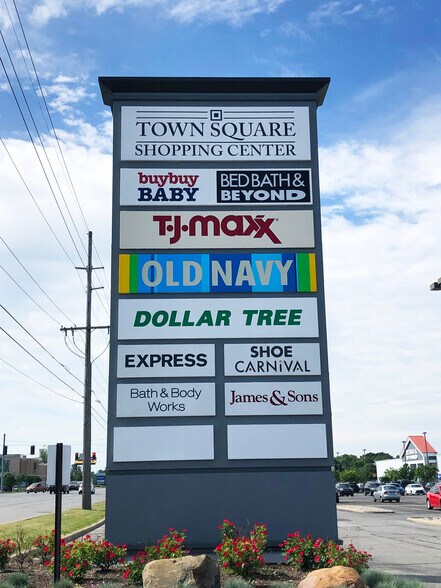 TOWN SQUARE
SHOPPING CENTER
buybuy
BABY
BED BATH &
BEYOND
T.J.maxx
OLD NAVY
DOLLAR TREE
EXPRESS
SHOE
CARNiVAL
Bath & Body
Works
JAMES & SONS